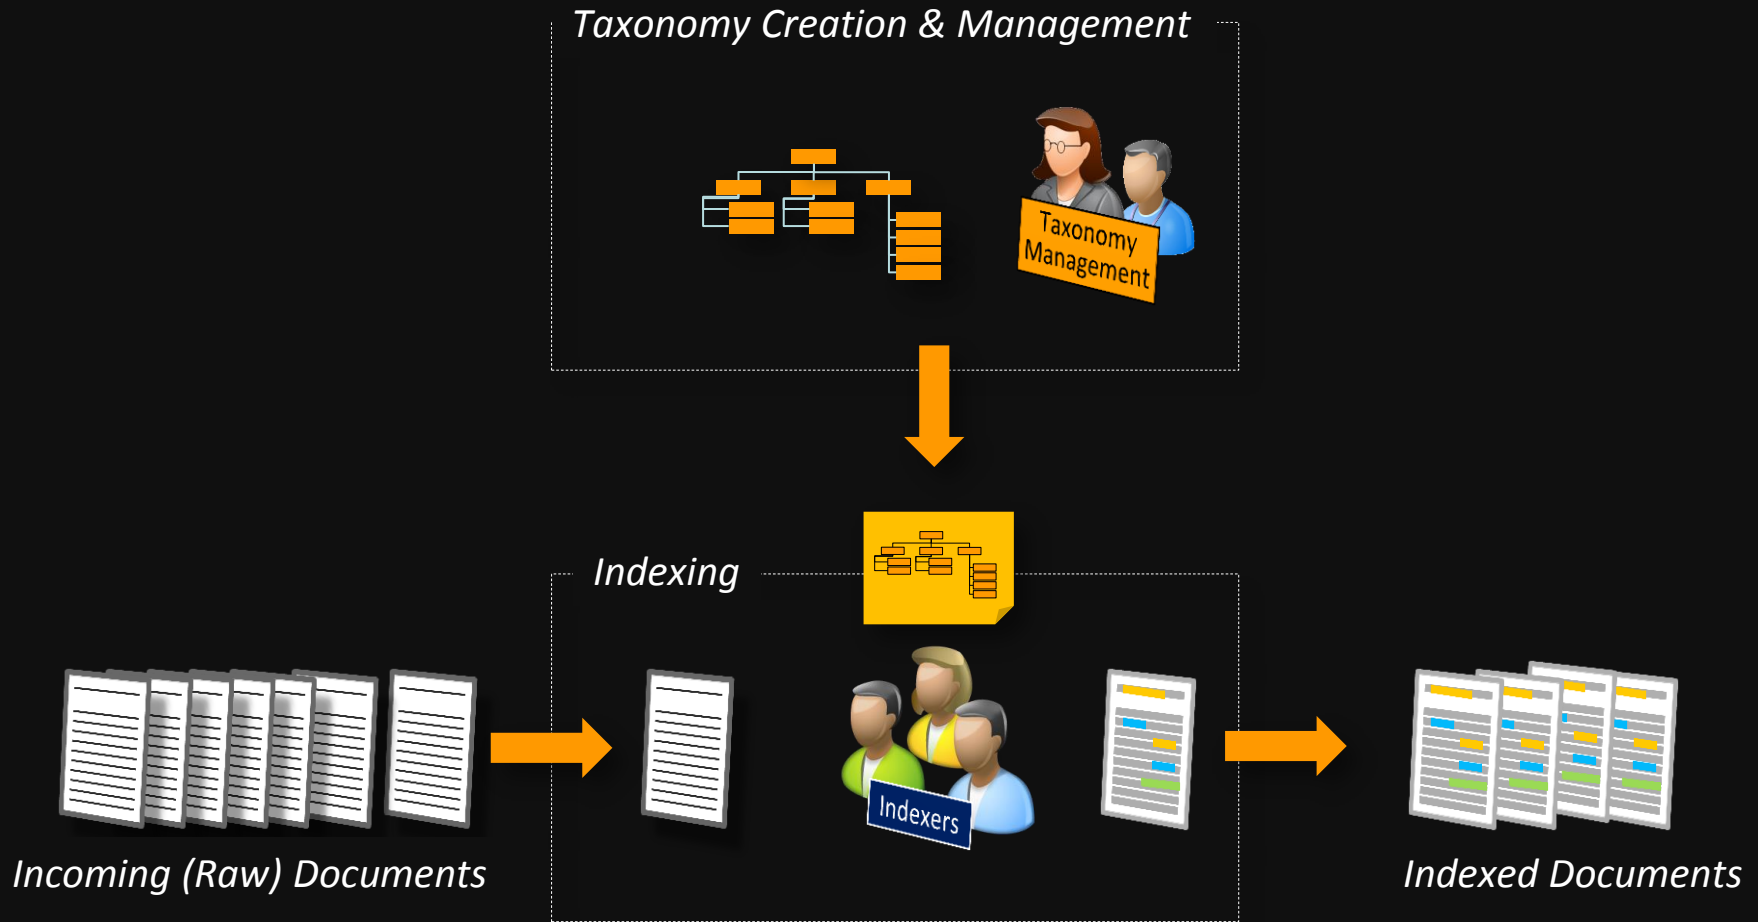 Taxonomy Creation & Management
Taxonomy
Management
Indexing
Indexers
Incoming (Raw) Documents
Indexed Documents